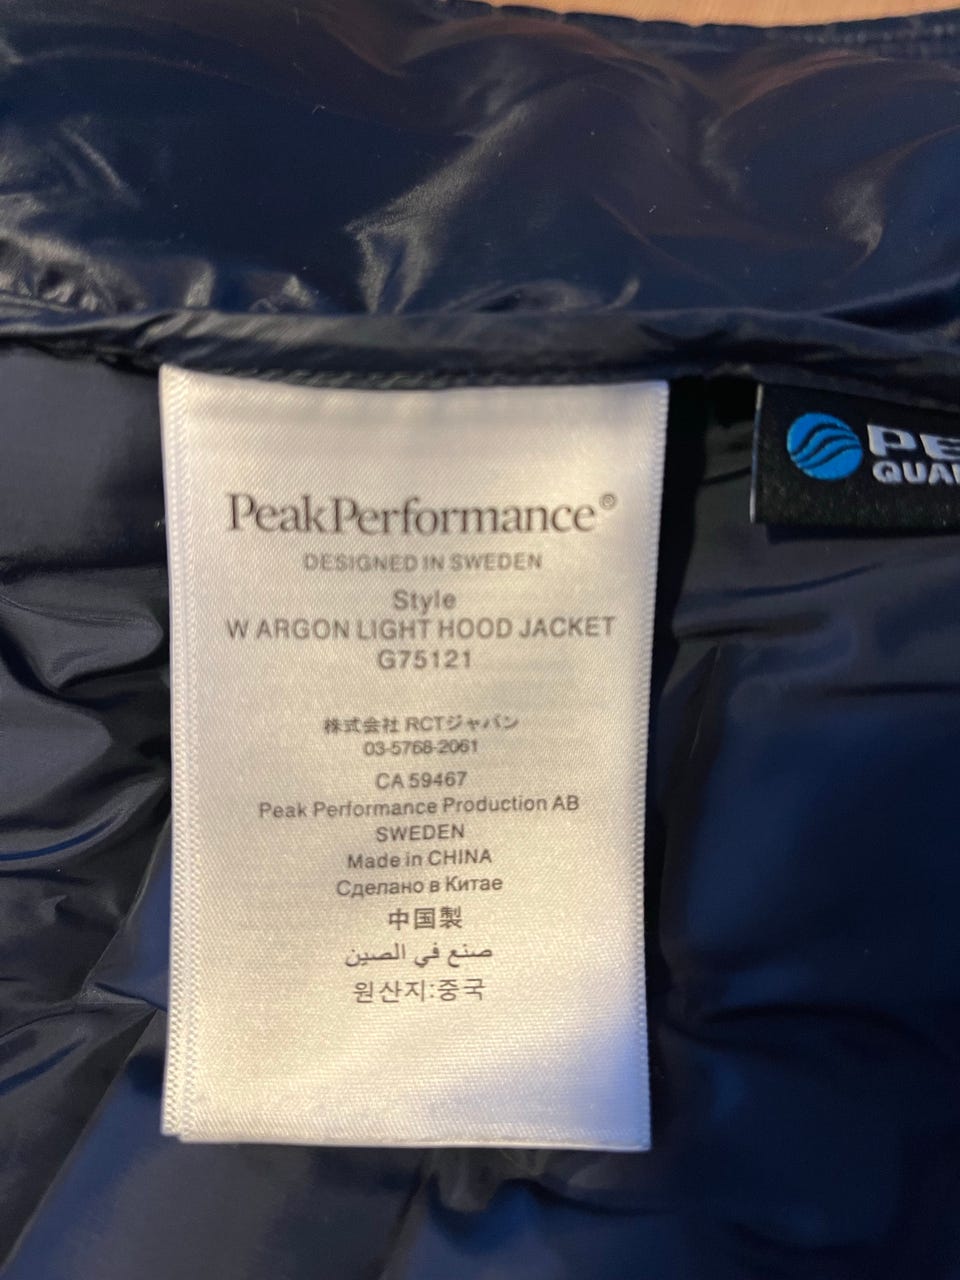 PeakPerformance®
DESIGNED IN SWEDEN
Style
W ARGON LIGHT HOOD JACKET
G75121
株式会社 RCTジャパン
03-5768-2061
CA 59467
Peak Performance Production AB
SWEDEN
Made in CHINA
Сделано в Китае
中国製
صنع في الصين
원산지:중국